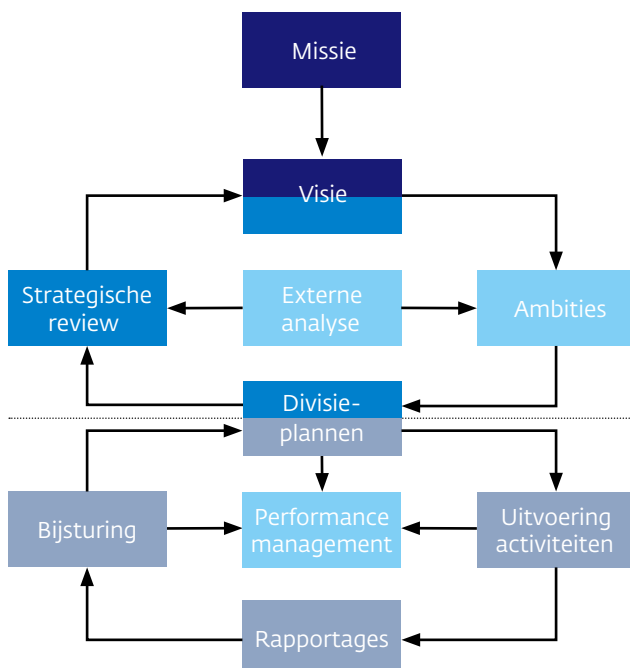 Missie
Visie
Strategische
review
Externe
analyse
Ambities
Divisie-
plannen
Bijsturing
Performance
management
Uitvoering
activiteiten
Rapportages